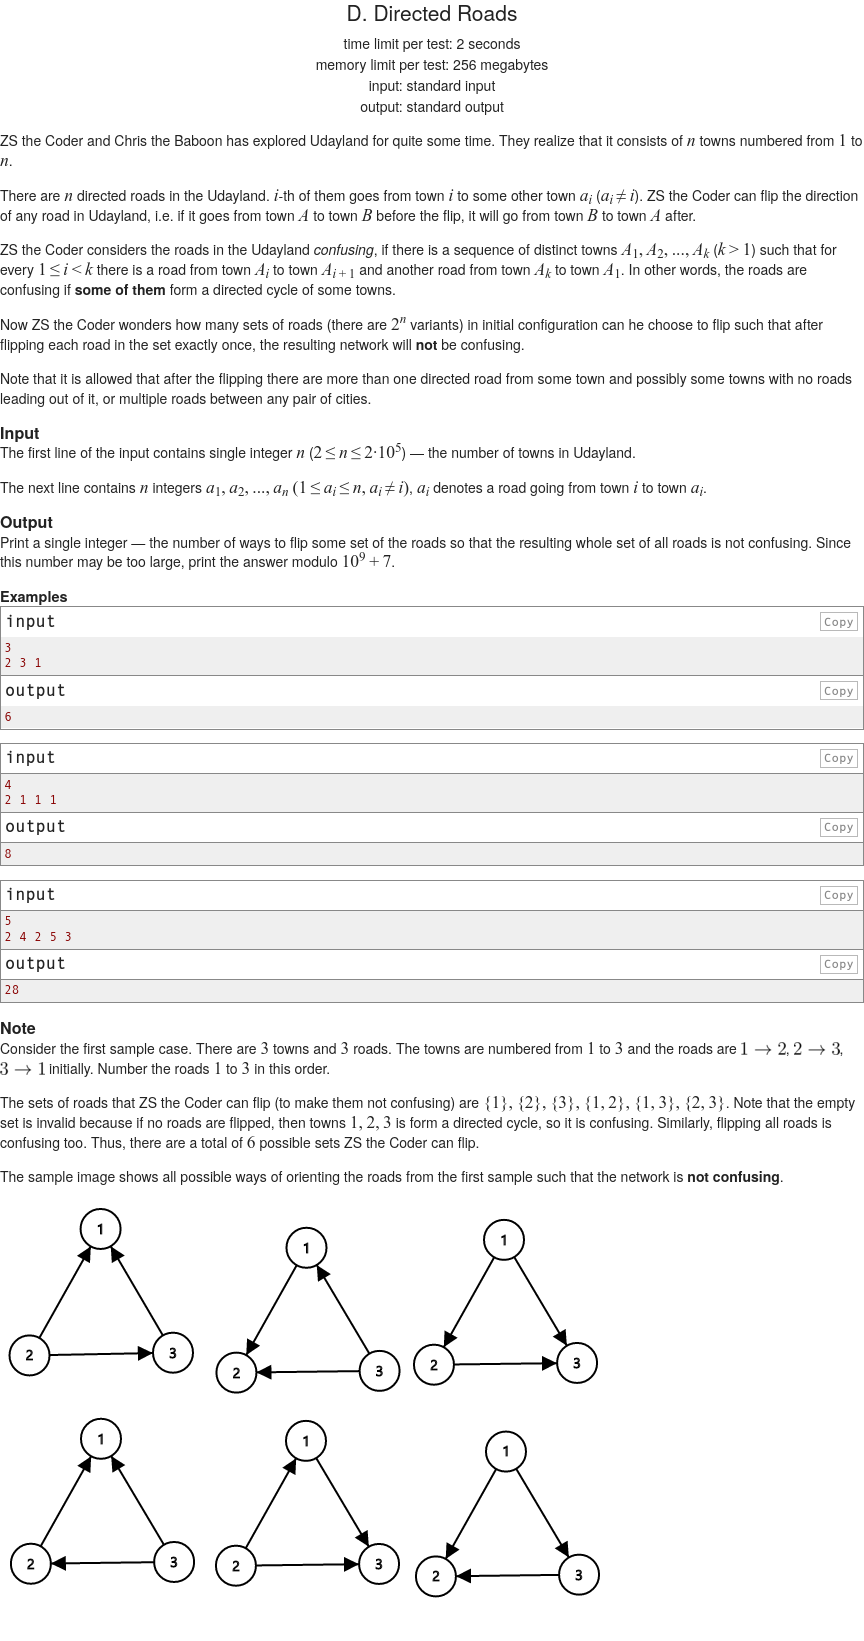 D. Directed Roads
time limit per test: 2 seconds
memory limit per test: 256 megabytes
input: standard input
output: standard output
ZS the Coder and Chris the Baboon has explored Udayland for quite some time. They realize that it consists of n towns numbered from 1 to
n.
There are n directed roads in the Udayland. i-th of them goes from town i to some other town a_i (a_i ≠ i). ZS the Coder can flip the direction
of any road in Udayland, i.e. if it goes from town A to town B before the flip, it will go from town B to town A after.
ZS the Coder considers the roads in the Udayland confusing, if there is a sequence of distinct towns A_1, A_2, ..., A_k (k > 1) such that for
every 1 ≤ i < k there is a road from town A_i to town A_{i + 1} and another road from town A_k to town A_1. In other words, the roads are
confusing if some of them form a directed cycle of some towns.
Now ZS the Coder wonders how many sets of roads (there are 2^n variants) in initial configuration can he choose to flip such that after
flipping each road in the set exactly once, the resulting network will not be confusing.
Note that it is allowed that after the flipping there are more than one directed road from some town and possibly some towns with no roads
leading out of it, or multiple roads between any pair of cities.
Input
The first line of the input contains single integer n (2 ≤ n ≤ 2·10^5) — the number of towns in Udayland.
The next line contains n integers a_1, a_2, ..., a_n (1 ≤ a_i ≤ n, a_i ≠ i), a_i denotes a road going from town i to town a_i.
Output
Print a single integer — the number of ways to flip some set of the roads so that the resulting whole set of all roads is not confusing. Since
this number may be too large, print the answer modulo 10^9 + 7.
Examples
input Copy
3
2 3 1
output Copy
6
input Copy
4
2 1 1 1
output Copy
8
input Copy
5
2 4 2 5 3
output Copy
28
Note
Consider the first sample case. There are 3 towns and 3 roads. The towns are numbered from 1 to 3 and the roads are 1 → 2, 2 → 3,
3 → 1 initially. Number the roads 1 to 3 in this order.
The sets of roads that ZS the Coder can flip (to make them not confusing) are {1}, {2}, {3}, {1, 2}, {1, 3}, {2, 3}. Note that the empty
set is invalid because if no roads are flipped, then towns 1, 2, 3 is form a directed cycle, so it is confusing. Similarly, flipping all roads is
confusing too. Thus, there are a total of 6 possible sets ZS the Coder can flip.
The sample image shows all possible ways of orienting the roads from the first sample such that the network is not confusing.
1 1 1
2 3 2 3 2 3
1 1 1
2 3 2 3 2 3